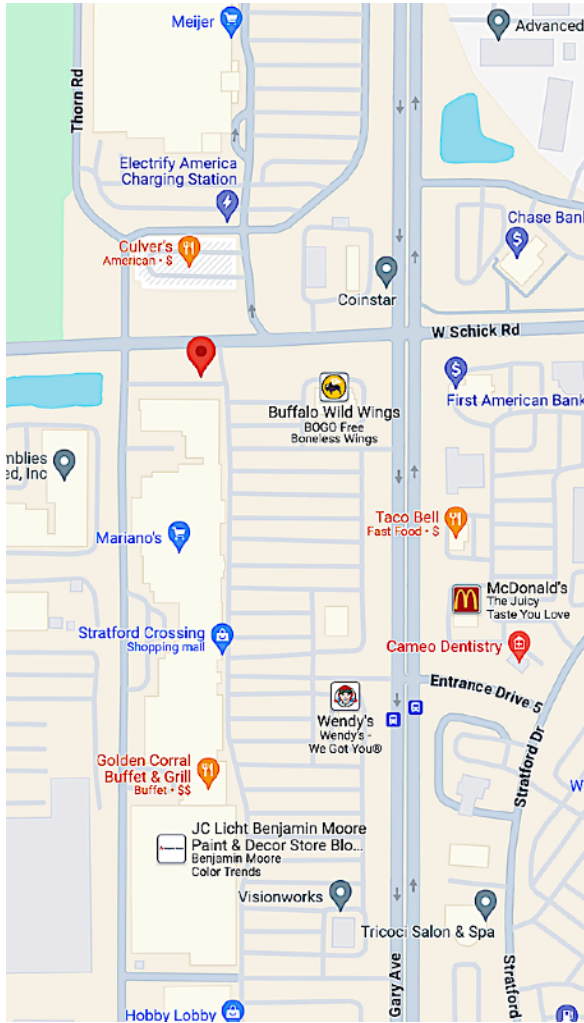 Meijer
Advanced
Thorn Rd
Electrify America
Charging Station
Chase Ban
$
Culver's
American • $
Coinstar
W Schick Rd
$
First American Bank
Buffalo Wild Wings
BOGO Free
Boneless Wings
mblies
ed, Inc
Taco Bell
Fast Food • $
Mariano's
McDonald's
The Juicy
Taste You Love
Stratford Crossing
Shopping mall
Cameo Dentistry
Entrance Drive 5
Wendy's
Wendy's -
We Got You®
Stratford Dr
Golden Corral
Buffet & Grill
Buffet • $$
W
JC Licht Benjamin Moore
Paint & Decor Store Blo...
Benjamin Moore
Color Trends
Visionworks
Tricoci Salon & Spa
Gary Ave
Stratford
Hobby Lobby